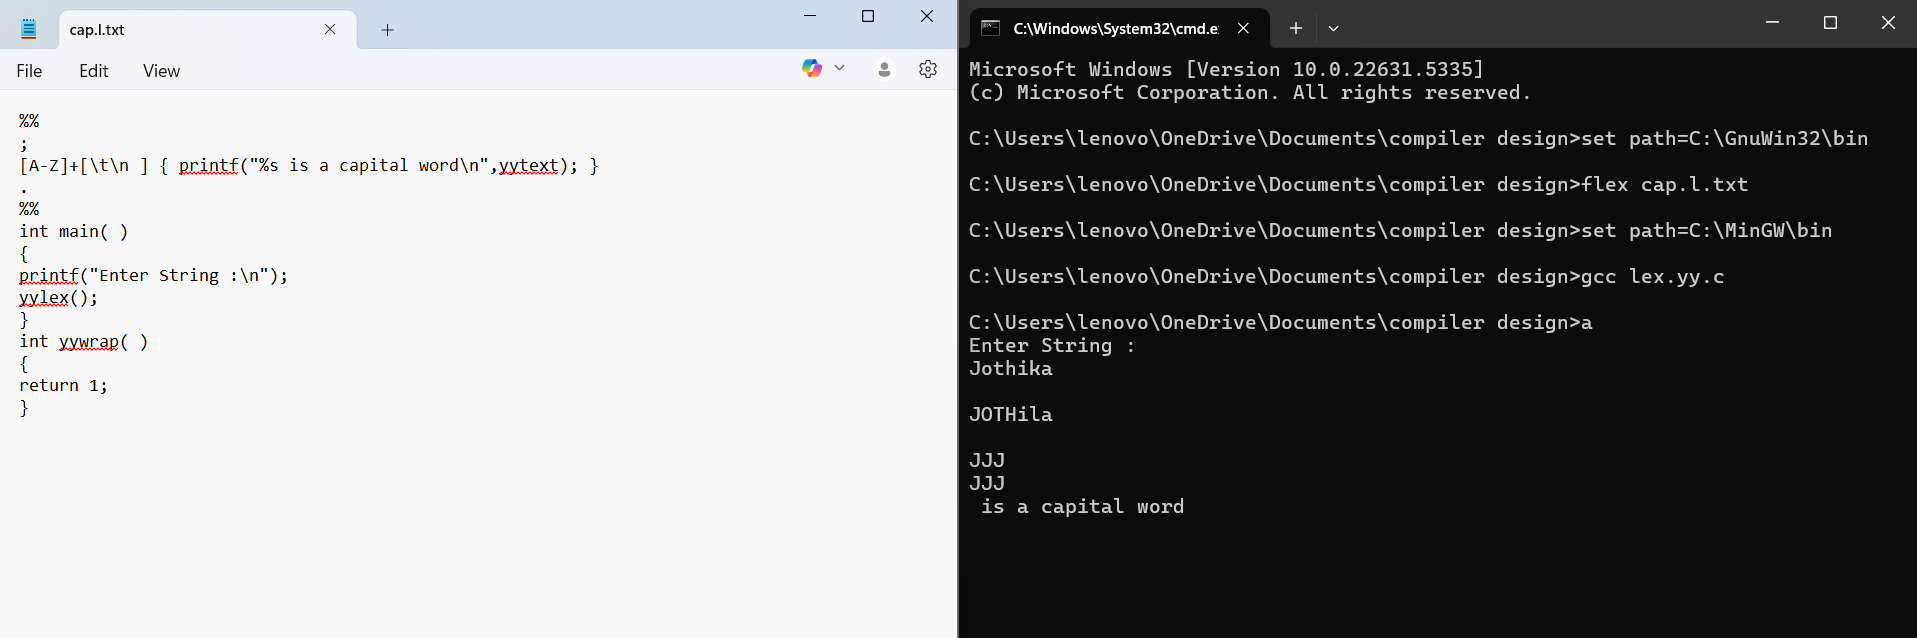 cap.l.txt
File Edit View
%%
;
[A-Z]+[\t\n ] { printf("%s is a capital word\n",yytext); }
.
%%
int main( )
{
printf("Enter String :\n");
yylex();
}
int yywrap( )
{
return 1;
}
C:\Windows\System32\cmd.e
Microsoft Windows [Version 10.0.22631.5335]
(c) Microsoft Corporation. All rights reserved.
C:\Users\lenovo\OneDrive\Documents\compiler design>set path=C:\GnuWin32\bin
C:\Users\lenovo\OneDrive\Documents\compiler design>flex cap.l.txt
C:\Users\lenovo\OneDrive\Documents\compiler design>set path=C:\MinGW\bin
C:\Users\lenovo\OneDrive\Documents\compiler design>gcc lex.yy.c
C:\Users\lenovo\OneDrive\Documents\compiler design>a
Enter String :
Jothika
JOTHila
JJJ
JJJ
 is a capital word